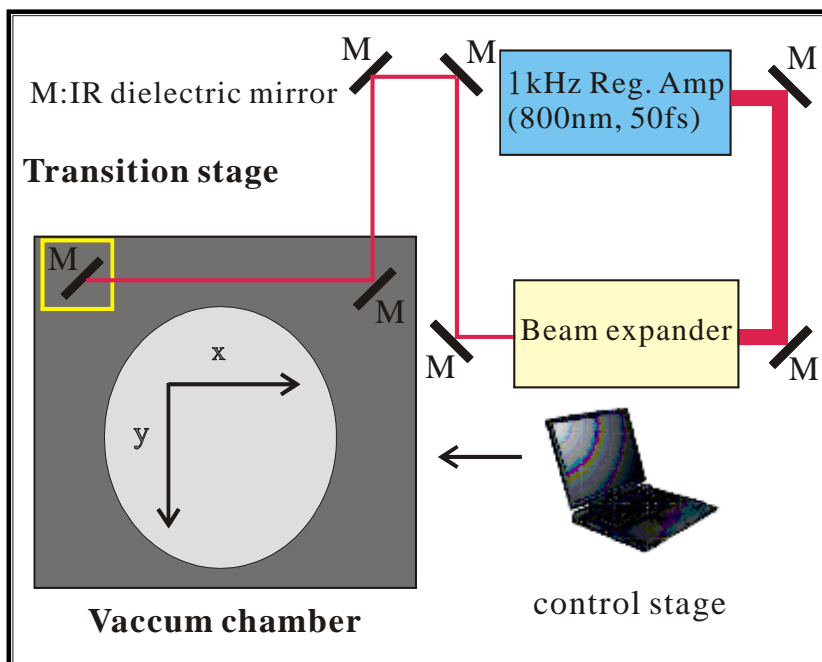 M
M
M
1kHz Reg. Amp
(800nm, 50fs)
M:IR dielectric mirror
Transition stage
M
M
Beam expander
M
M
x
y
control stage
Vaccum chamber